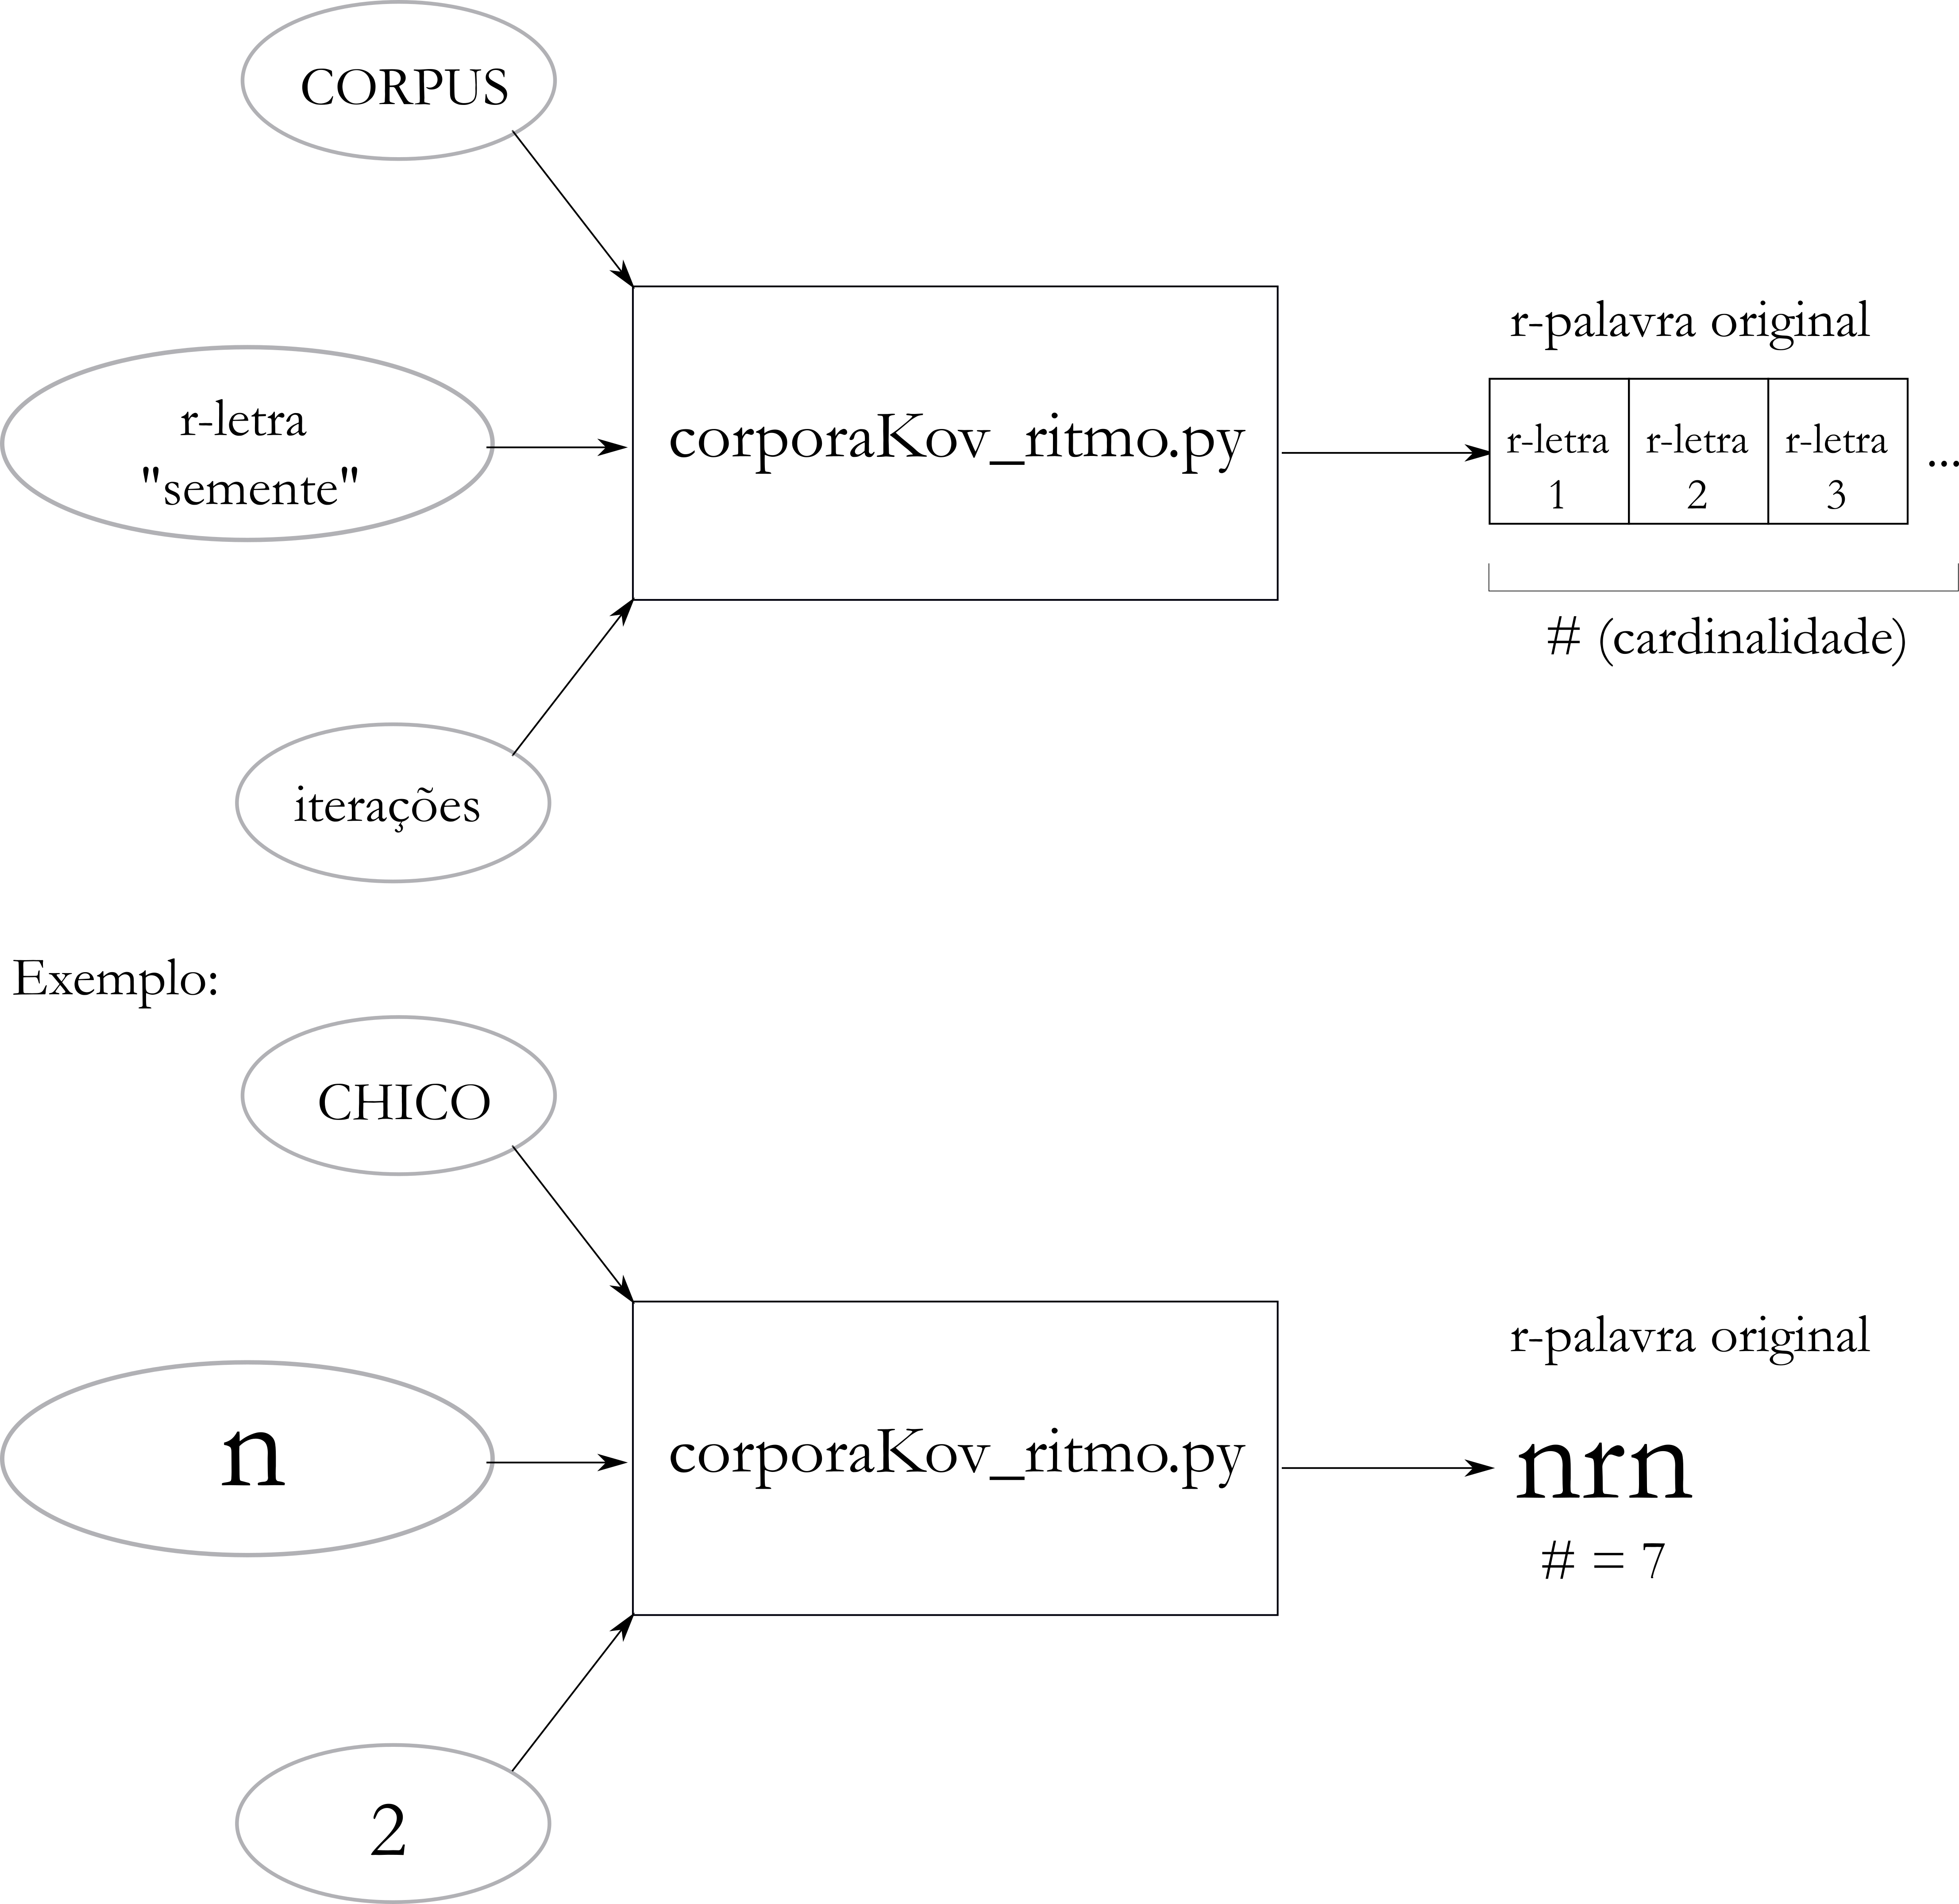 CORPUS
r-letra
"semente"
iterações
corporaKov_ritmo.py
r-palavra original
r-letra r-letra r-letra ...
1 2 3
# (cardinalidade)
Exemplo:
CHICO
n
2
corporaKov_ritmo.py
r-palavra original
nrn
# = 7